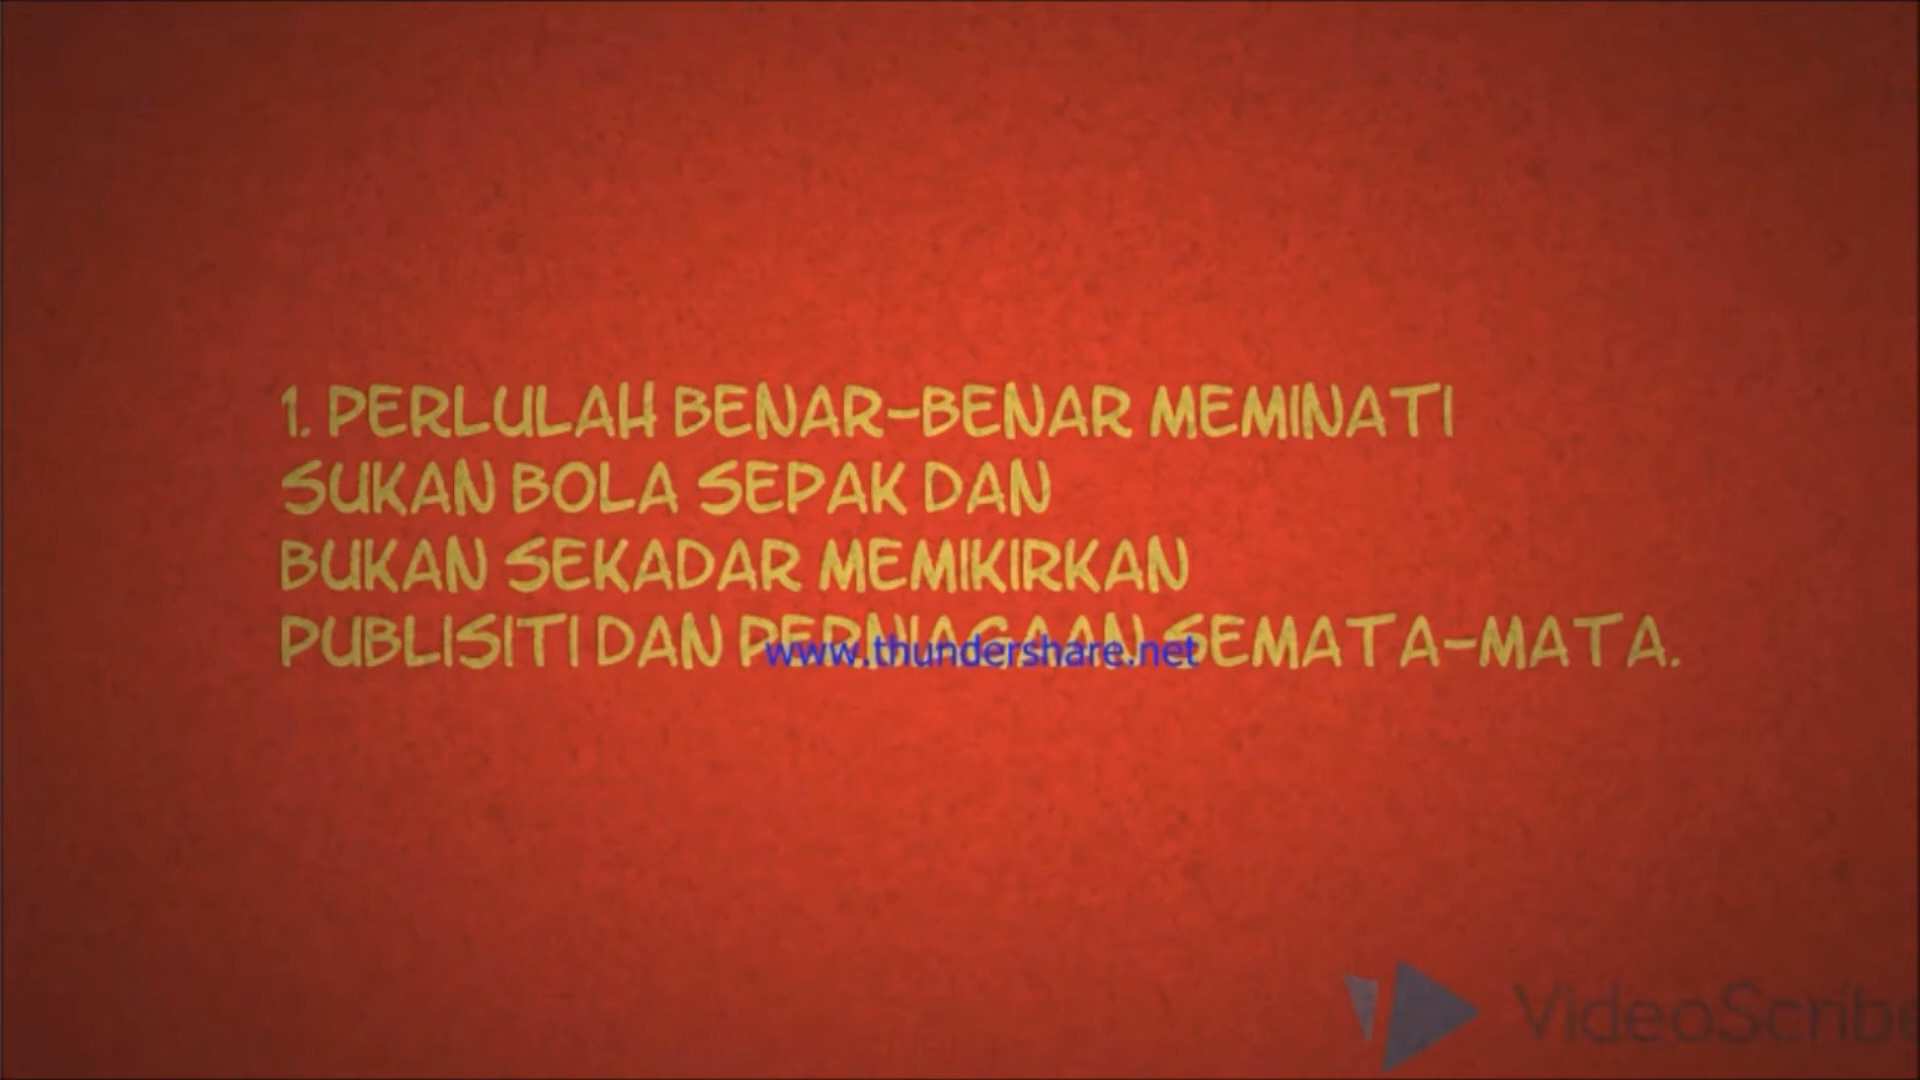 1. PERLULAH BENAR-BENAR MEMINATI
SUKAN BOLA SEPAK DAN
BUKAN SEKADAR MEMIKIRKAN
PUBLISITI DAN PERNIAGAAN SEMATA-MATA.
www.thundershare.net
VideoScribe